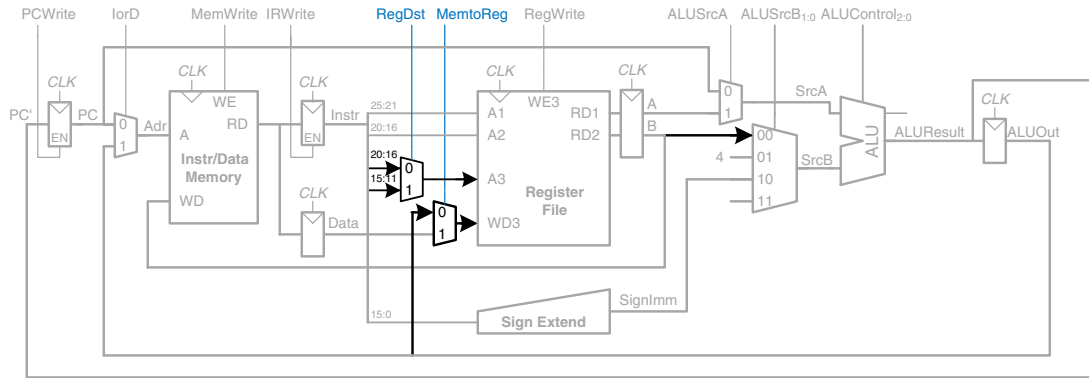 PCWrite IorD MemWrite IRWrite RegDst MemtoReg RegWrite ALUSrcA ALUSrcB1:0 ALUControl2:0
CLK CLK CLK CLK CLK CLK
PC' PC EN
0 1 Adr
WE A RD Instr/Data Memory WD
EN Instr
CLK Data
25:21
20:16
20:16
15:11
15:0
0 1
0 1
WE3 A1 RD1 A2 RD2 A3 Register File WD3
A
B
0 1 SrcA
4
00 01 10 11 SrcB
ALU ALUResult ALUOut
SignImm
Sign Extend